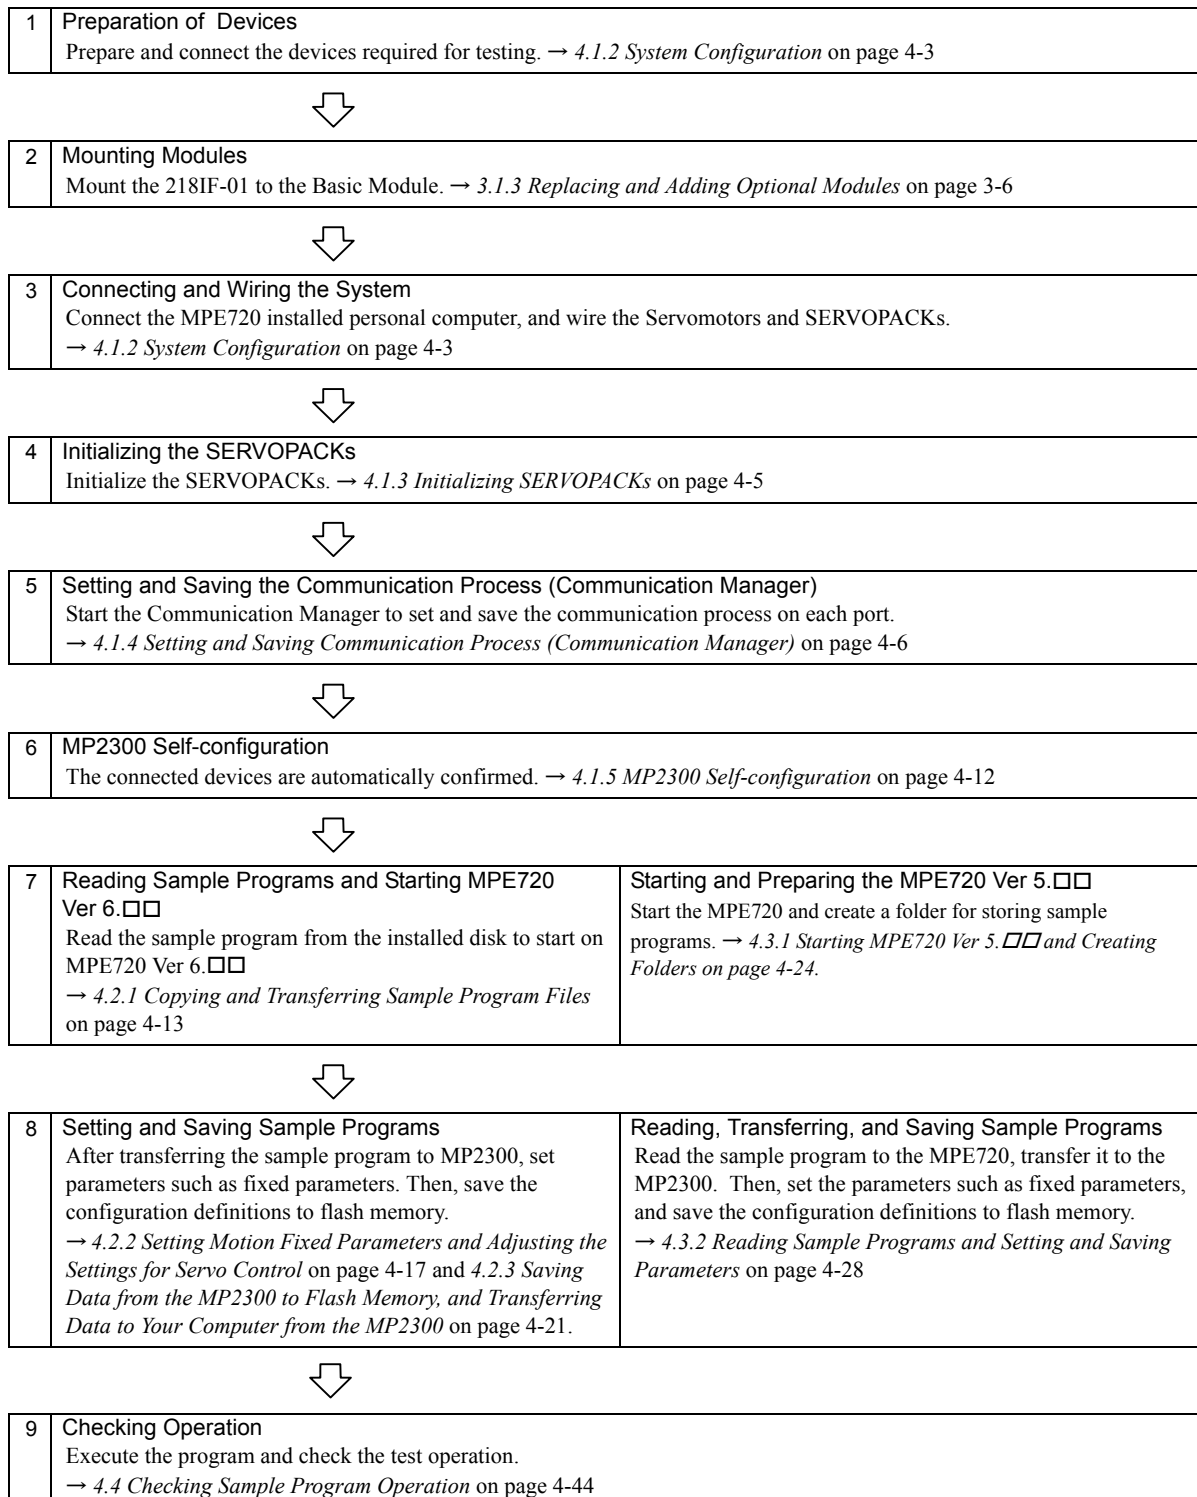 1 Preparation of Devices
Prepare and connect the devices required for testing. → 4.1.2 System Configuration on page 4-3
2 Mounting Modules
Mount the 218IF-01 to the Basic Module. → 3.1.3 Replacing and Adding Optional Modules on page 3-6
3 Connecting and Wiring the System
Connect the MPE720 installed personal computer, and wire the Servomotors and SERVOPACKs.
→ 4.1.2 System Configuration on page 4-3
4 Initializing the SERVOPACKs
Initialize the SERVOPACKs. → 4.1.3 Initializing SERVOPACKs on page 4-5
5 Setting and Saving the Communication Process (Communication Manager)
Start the Communication Manager to set and save the communication process on each port.
→ 4.1.4 Setting and Saving Communication Process (Communication Manager) on page 4-6
6 MP2300 Self-configuration
The connected devices are automatically confirmed. → 4.1.5 MP2300 Self-configuration on page 4-12
7 Reading Sample Programs and Starting MPE720
Ver 6.□□
Read the sample program from the installed disk to start on
MPE720 Ver 6.□□
→ 4.2.1 Copying and Transferring Sample Program Files
on page 4-13
Starting and Preparing the MPE720 Ver 5.□□
Start the MPE720 and create a folder for storing sample
programs. → 4.3.1 Starting MPE720 Ver 5.□□ and Creating
Folders on page 4-24.
8 Setting and Saving Sample Programs
After transferring the sample program to MP2300, set
parameters such as fixed parameters. Then, save the
configuration definitions to flash memory.
→ 4.2.2 Setting Motion Fixed Parameters and Adjusting the
Settings for Servo Control on page 4-17 and 4.2.3 Saving
Data from the MP2300 to Flash Memory, and Transferring
Data to Your Computer from the MP2300 on page 4-21.
Reading, Transferring, and Saving Sample Programs
Read the sample program to the MPE720, transfer it to the
MP2300. Then, set the parameters such as fixed parameters,
and save the configuration definitions to flash memory.
→ 4.3.2 Reading Sample Programs and Setting and Saving
Parameters on page 4-28
9 Checking Operation
Execute the program and check the test operation.
→ 4.4 Checking Sample Program Operation on page 4-44